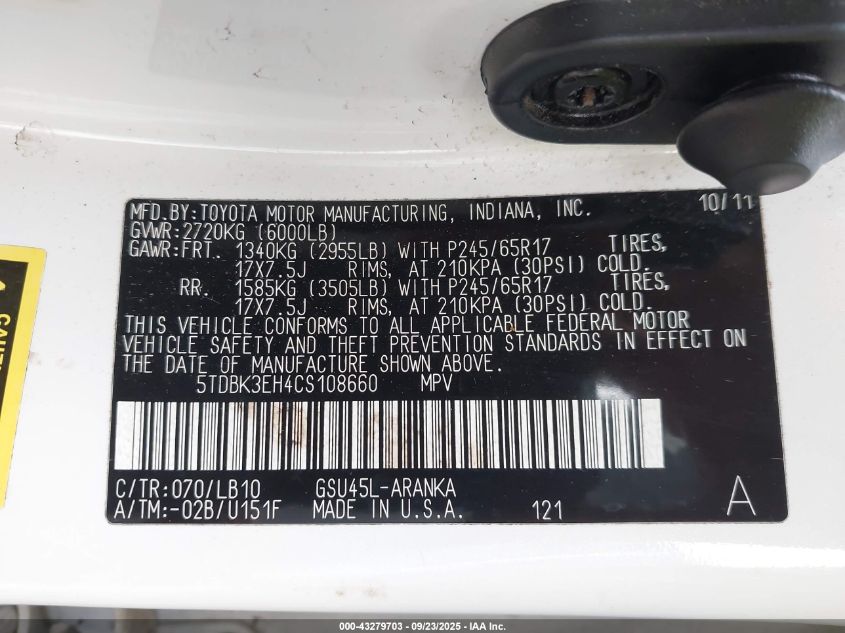 MFD.BY:TOYOTA MOTOR MANUFACTURING, INDIANA, INC. 10/11
GVWR:2720KG (6000LB)
GAWR:FRT. 1340KG (2955LB) WITH P245/65R17 TIRES,
17X7.5J RIMS, AT 210KPA (30PSI) COLD.
RR. 1585KG (3505LB) WITH P245/65R17 TIRES,
17X7.5J RIMS, AT 210KPA (30PSI) COLD.
THIS VEHICLE CONFORMS TO ALL APPLICABLE FEDERAL MOTOR
VEHICLE SAFETY AND THEFT PREVENTION STANDARDS IN EFFECT ON
THE DATE OF MANUFACTURE SHOWN ABOVE.
5TDBK3EH4CS108660 MPV
C/TR:070/LB10 GSU45L-ARANKA
A/TM:-02B/U151F MADE IN U.S.A. 121 A
000-43279703 - 09/23/2025 - IAA Inc.